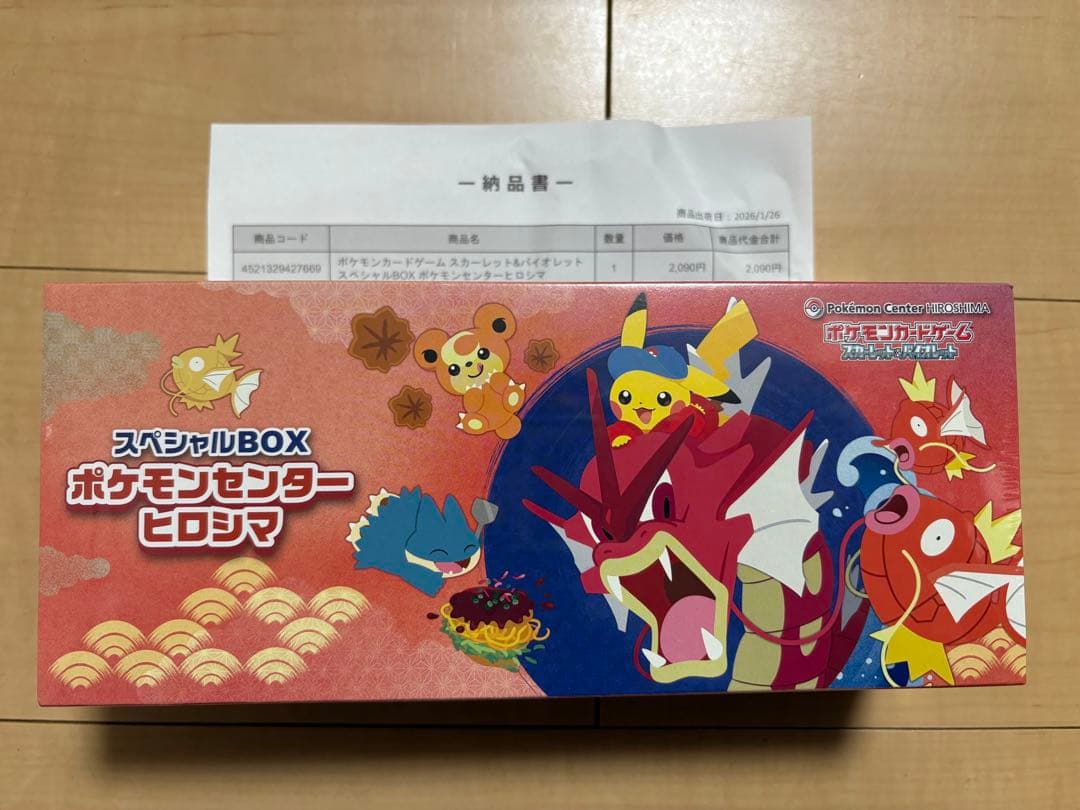 ー納品書ー
商品出荷日：2026/1/26
商品コード 商品名 数量 価格 商品代金合計
4521329427669 ポケモンカードゲーム スカーレット&バイオレット 1 2,090円 2,090円
スペシャルBOX ポケモンセンターヒロシマ
Pokémon Center HIROSHIMA
ポケモンカードゲーム
スカーレット&バイオレット
スペシャルBOX
ポケモンセンター
ヒロシマ